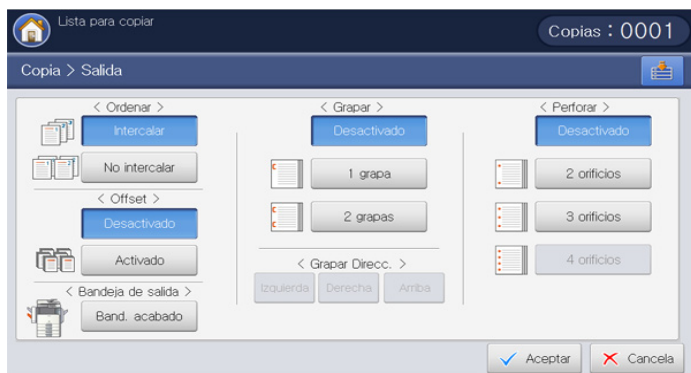 Lista para copiar
Copias : 0001
Copia > Salida
< Ordenar >
Intercalar
No intercalar
< Offset >
Desactivado
Activado
< Bandeja de salida >
Band. acabado
< Grapar >
Desactivado
1 grapa
2 grapas
< Grapar Direcc. >
Izquierda Derecha Arriba
< Perforar >
Desactivado
2 orificios
3 orificios
4 orificios
Aceptar Cancela